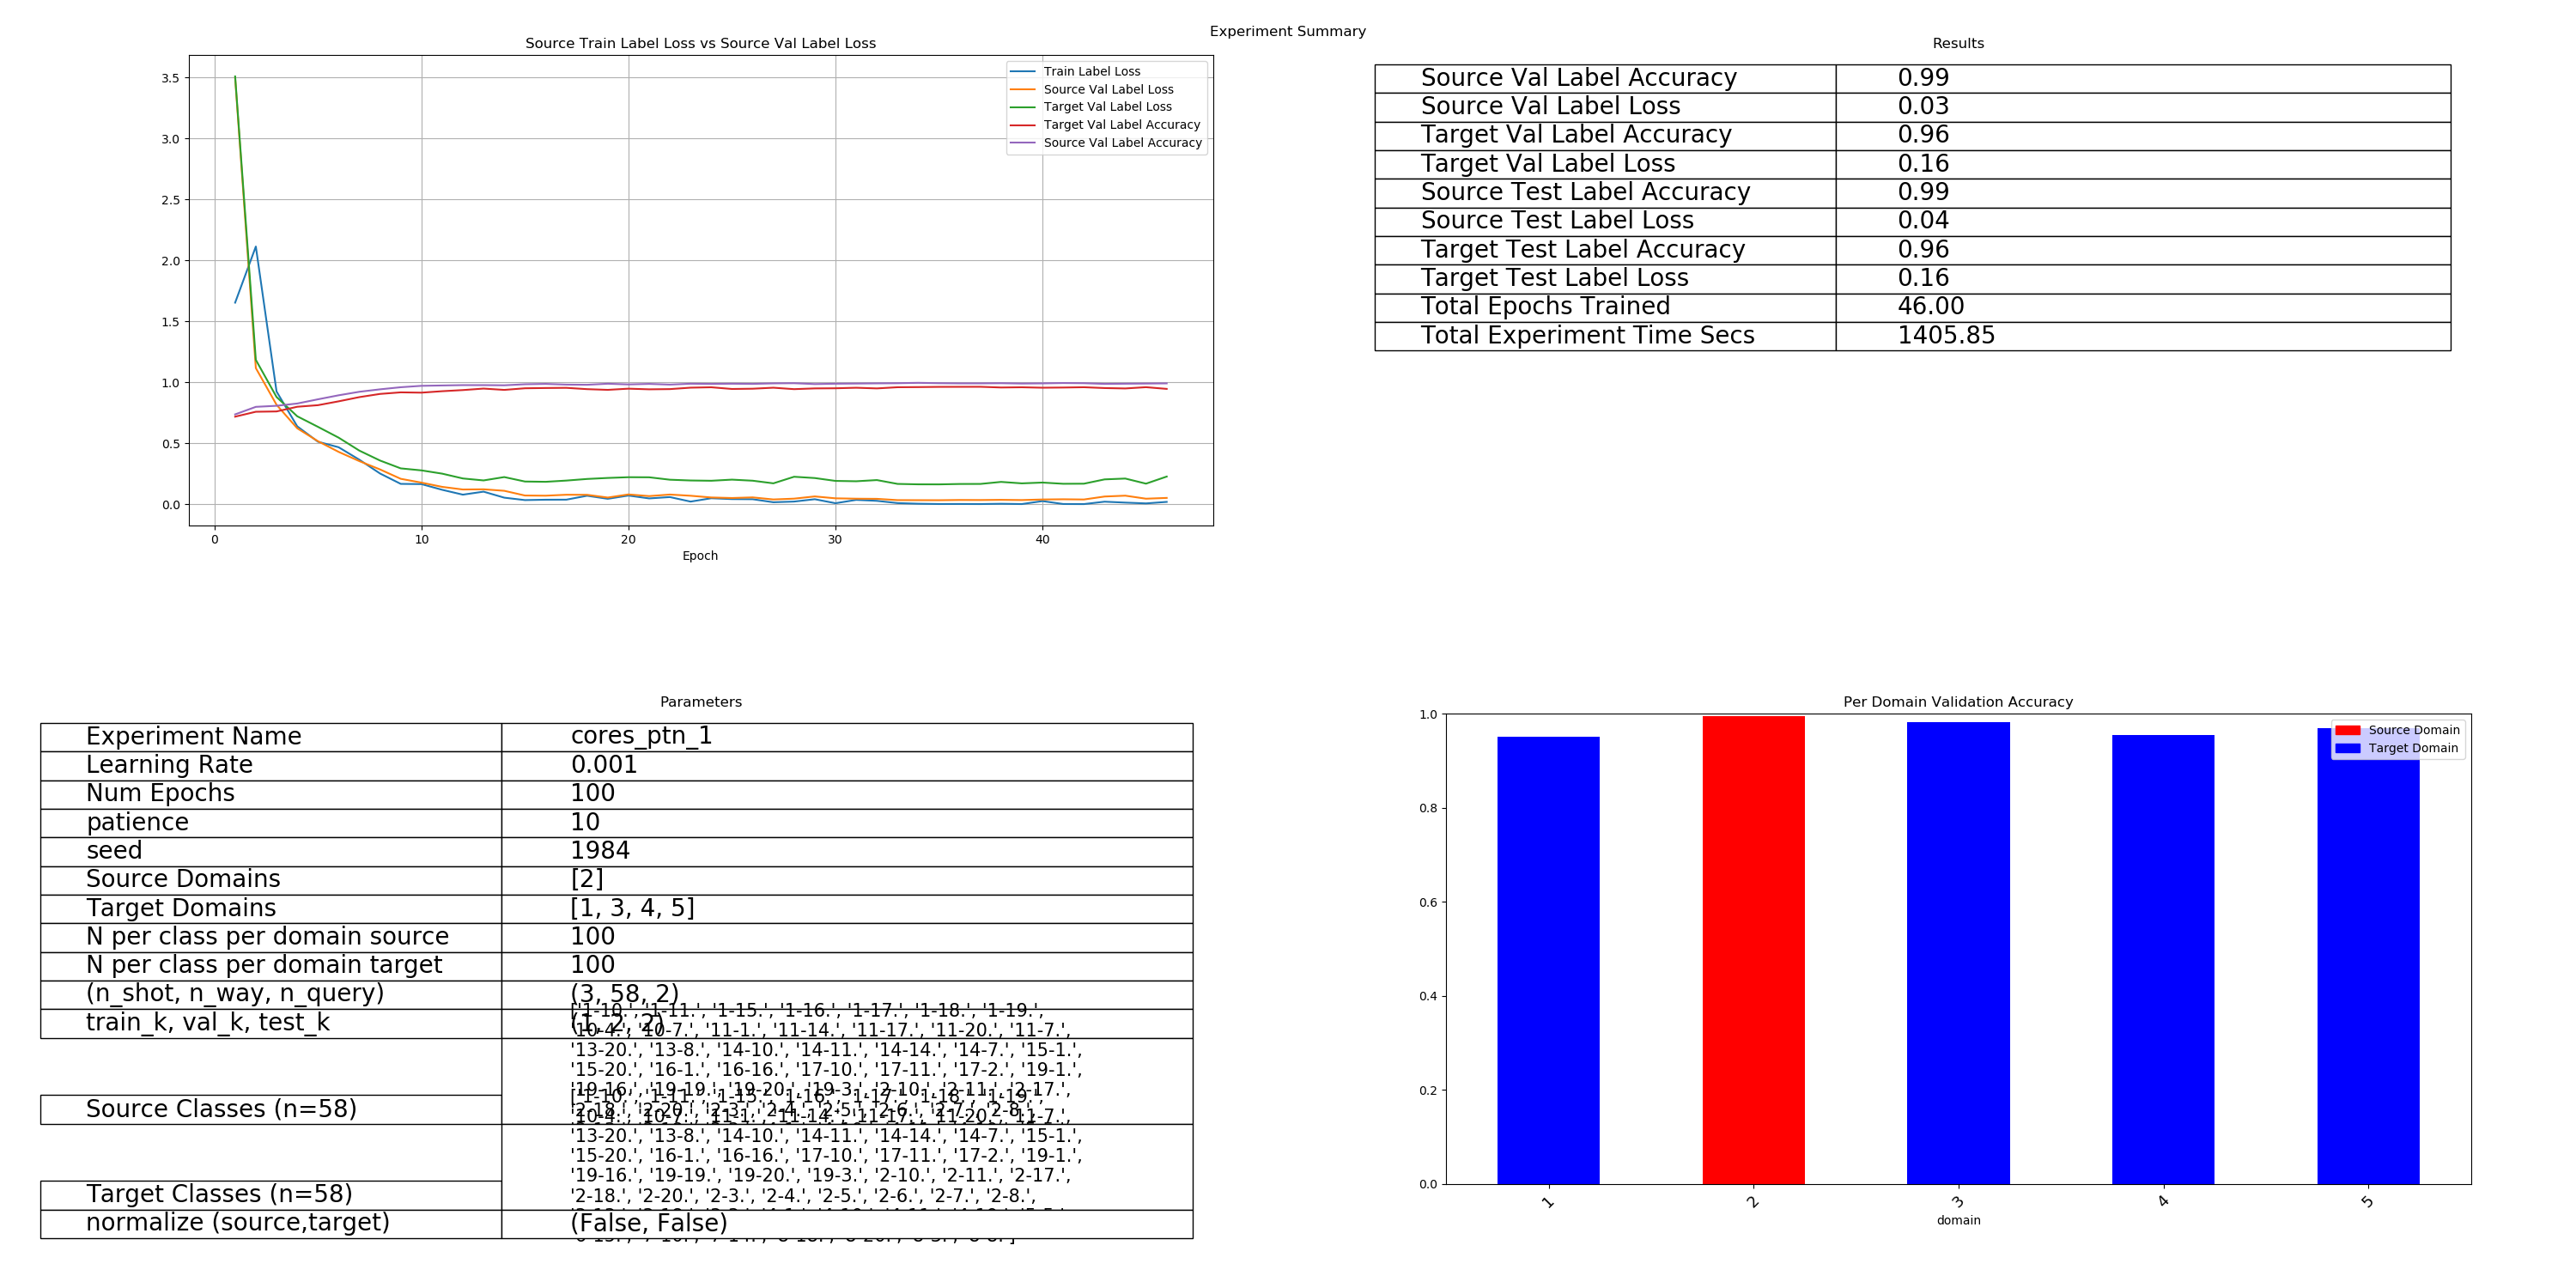 Experiment Summary
Source Train Label Loss vs Source Val Label Loss
3.5
3.0
2.5
2.0
1.5
1.0
0.5
0.0
0 10 20 30 40
Epoch
Train Label Loss
Source Val Label Loss
Target Val Label Loss
Target Val Label Accuracy
Source Val Label Accuracy
Results
Source Val Label Accuracy 0.99
Source Val Label Loss 0.03
Target Val Label Accuracy 0.96
Target Val Label Loss 0.16
Source Test Label Accuracy 0.99
Source Test Label Loss 0.04
Target Test Label Accuracy 0.96
Target Test Label Loss 0.16
Total Epochs Trained 46.00
Total Experiment Time Secs 1405.85
Parameters
Experiment Name cores_ptn_1
Learning Rate 0.001
Num Epochs 100
patience 10
seed 1984
Source Domains [2]
Target Domains [1, 3, 4, 5]
N per class per domain source 100
N per class per domain target 100
(n_shot, n_way, n_query) (3, 58, 2)
train_k, val_k, test_k (1, 2, 2)
['1-10.', '1-11.', '1-15.', '1-16.', '1-17.', '1-18.', '1-19.',
'10-4.', '10-7.', '11-1.', '11-14.', '11-17.', '11-20.', '11-7.',
'13-20.', '13-8.', '14-10.', '14-11.', '14-14.', '14-7.', '15-1.',
'15-20.', '16-1.', '16-16.', '17-10.', '17-11.', '17-2.', '19-1.',
'19-16.', '19-19.', '19-20.', '19-3.', '2-10.', '2-11.', '2-17.',
'2-18.', '2-20.', '2-3.', '2-4.', '2-5.', '2-6.', '2-7.', '2-8.',
Source Classes (n=58)
['1-10.', '1-11.', '1-15.', '1-16.', '1-17.', '1-18.', '1-19.',
'10-4.', '10-7.', '11-1.', '11-14.', '11-17.', '11-20.', '11-7.',
'13-20.', '13-8.', '14-10.', '14-11.', '14-14.', '14-7.', '15-1.',
'15-20.', '16-1.', '16-16.', '17-10.', '17-11.', '17-2.', '19-1.',
'19-16.', '19-19.', '19-20.', '19-3.', '2-10.', '2-11.', '2-17.',
'2-18.', '2-20.', '2-3.', '2-4.', '2-5.', '2-6.', '2-7.', '2-8.',
Target Classes (n=58)
normalize (source,target) (False, False)
Per Domain Validation Accuracy
1.0
0.8
0.6
0.4
0.2
0.0
1 2 3 4 5
domain
Source Domain
Target Domain